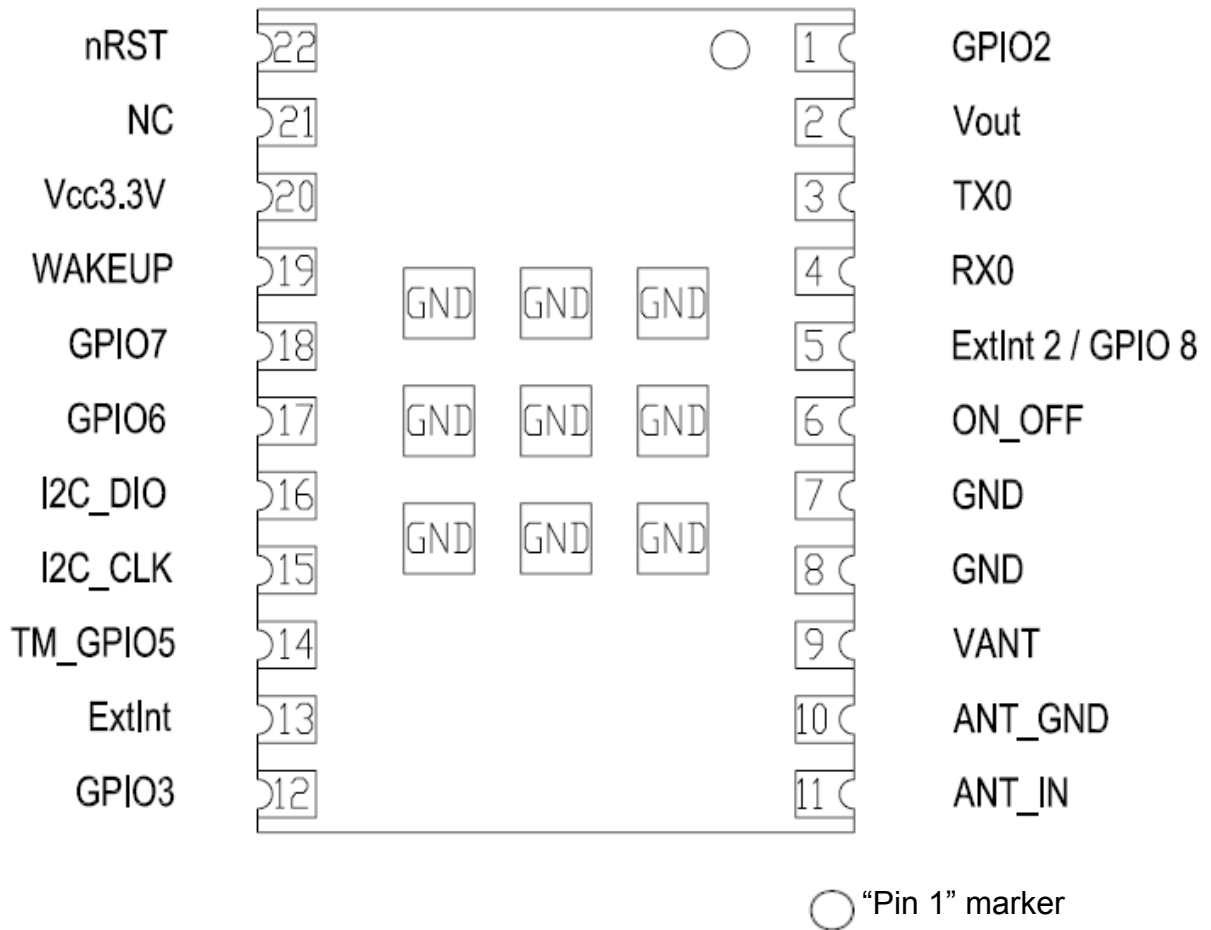 nRST 22 1 GPIO2
NC 21 2 Vout
Vcc3.3V 20 3 TX0
WAKEUP 19 4 RX0
GND GND GND
GPIO7 18 5 ExtInt 2 / GPIO 8
GPIO6 17 GND GND GND 6 ON_OFF
I2C_DIO 16 7 GND
GND GND GND
I2C_CLK 15 8 GND
TM_GPIO5 14 9 VANT
ExtInt 13 10 ANT_GND
GPIO3 12 11 ANT_IN
“Pin 1” marker